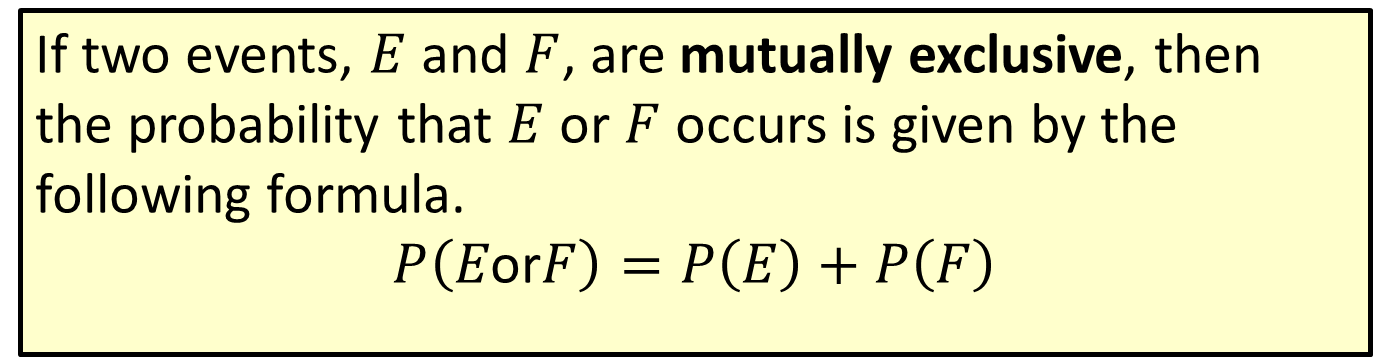 If two events, E and F, are mutually exclusive, then
the probability that E or F occurs is given by the
following formula.
P(EorF) = P(E) + P(F)